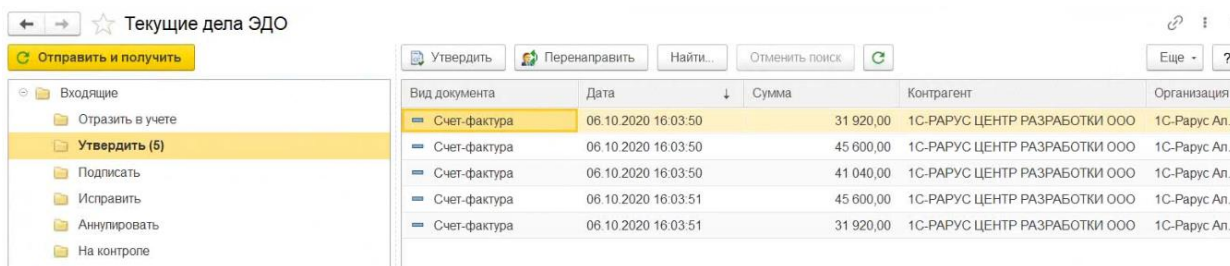 Текущие дела ЭДО
Отправить и получить
Утвердить Перенаправить Найти... Отменить поиск Еще ?
Входящие
Отразить в учете
Утвердить (5)
Подписать
Исправить
Аннулировать
На контроле
Вид документа Дата ↓ Сумма Контрагент Организация
Счет-фактура 06.10.2020 16:03:50 31 920,00 1С-РАРУС ЦЕНТР РАЗРАБОТКИ ООО 1С-Рарус Ап.
Счет-фактура 06.10.2020 16:03:50 45 600,00 1С-РАРУС ЦЕНТР РАЗРАБОТКИ ООО 1С-Рарус Ап.
Счет-фактура 06.10.2020 16:03:50 41 040,00 1С-РАРУС ЦЕНТР РАЗРАБОТКИ ООО 1С-Рарус Ап.
Счет-фактура 06.10.2020 16:03:51 45 600,00 1С-РАРУС ЦЕНТР РАЗРАБОТКИ ООО 1С-Рарус Ап.
Счет-фактура 06.10.2020 16:03:51 31 920,00 1С-РАРУС ЦЕНТР РАЗРАБОТКИ ООО 1С-Рарус Ап.